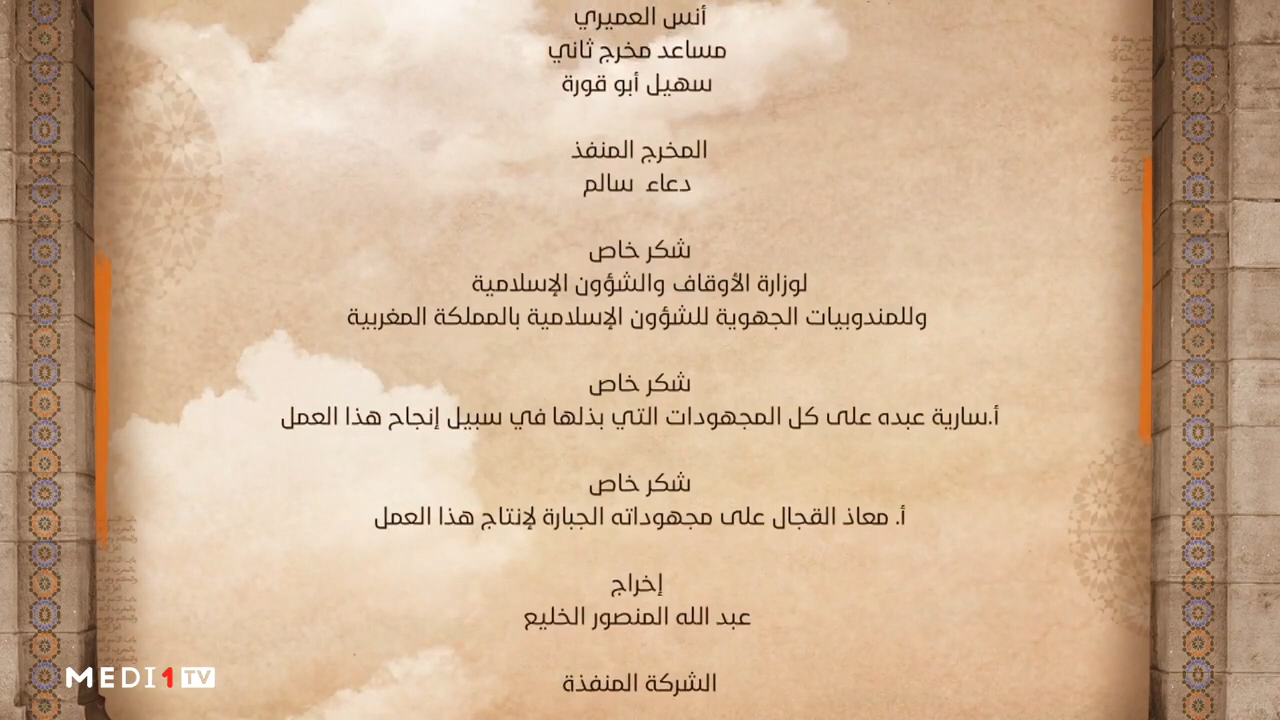 أنس العميري
مساعد مخرج ثاني
سهيل أبو قورة
المخرج المنفذ
دعاء سالم
شكر خاص
لوزارة الأوقاف والشؤون الإسلامية
وللمندوبيات الجهوية للشؤون الإسلامية بالمملكة المغربية
شكر خاص
أ.سارية عبده على كل المجهودات التي بذلها في سبيل إنجاح هذا العمل
شكر خاص
أ. معاذ القجال على مجهوداته الجبارة لإنتاج هذا العمل
إخراج
عبد الله المنصور الخليع
الشركة المنفذة
MEDI1TV